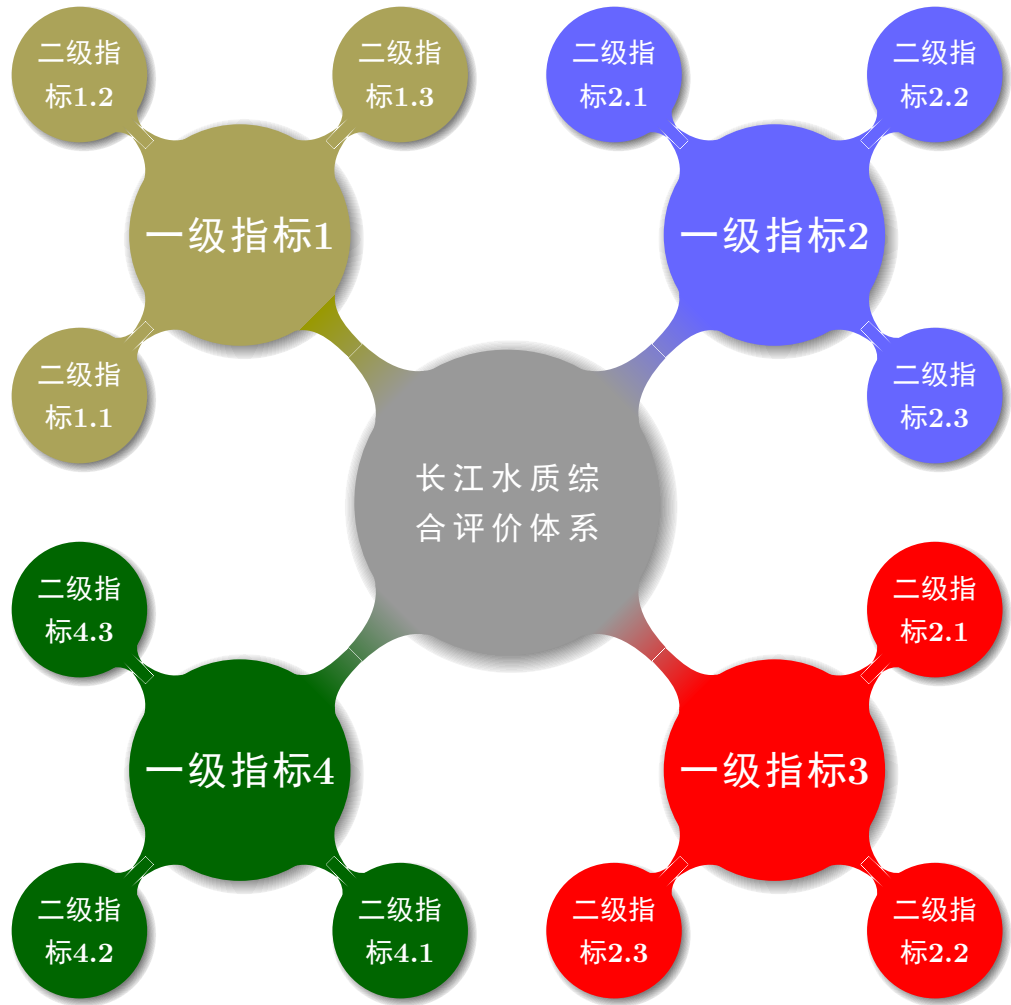 二级指
标1.2
二级指
标1.3
二级指
标2.1
二级指
标2.2
一级指标1
一级指标2
二级指
标1.1
二级指
标2.3
长江水质综
合评价体系
二级指
标4.3
二级指
标2.1
一级指标4
一级指标3
二级指
标4.2
二级指
标4.1
二级指
标2.3
二级指
标2.2